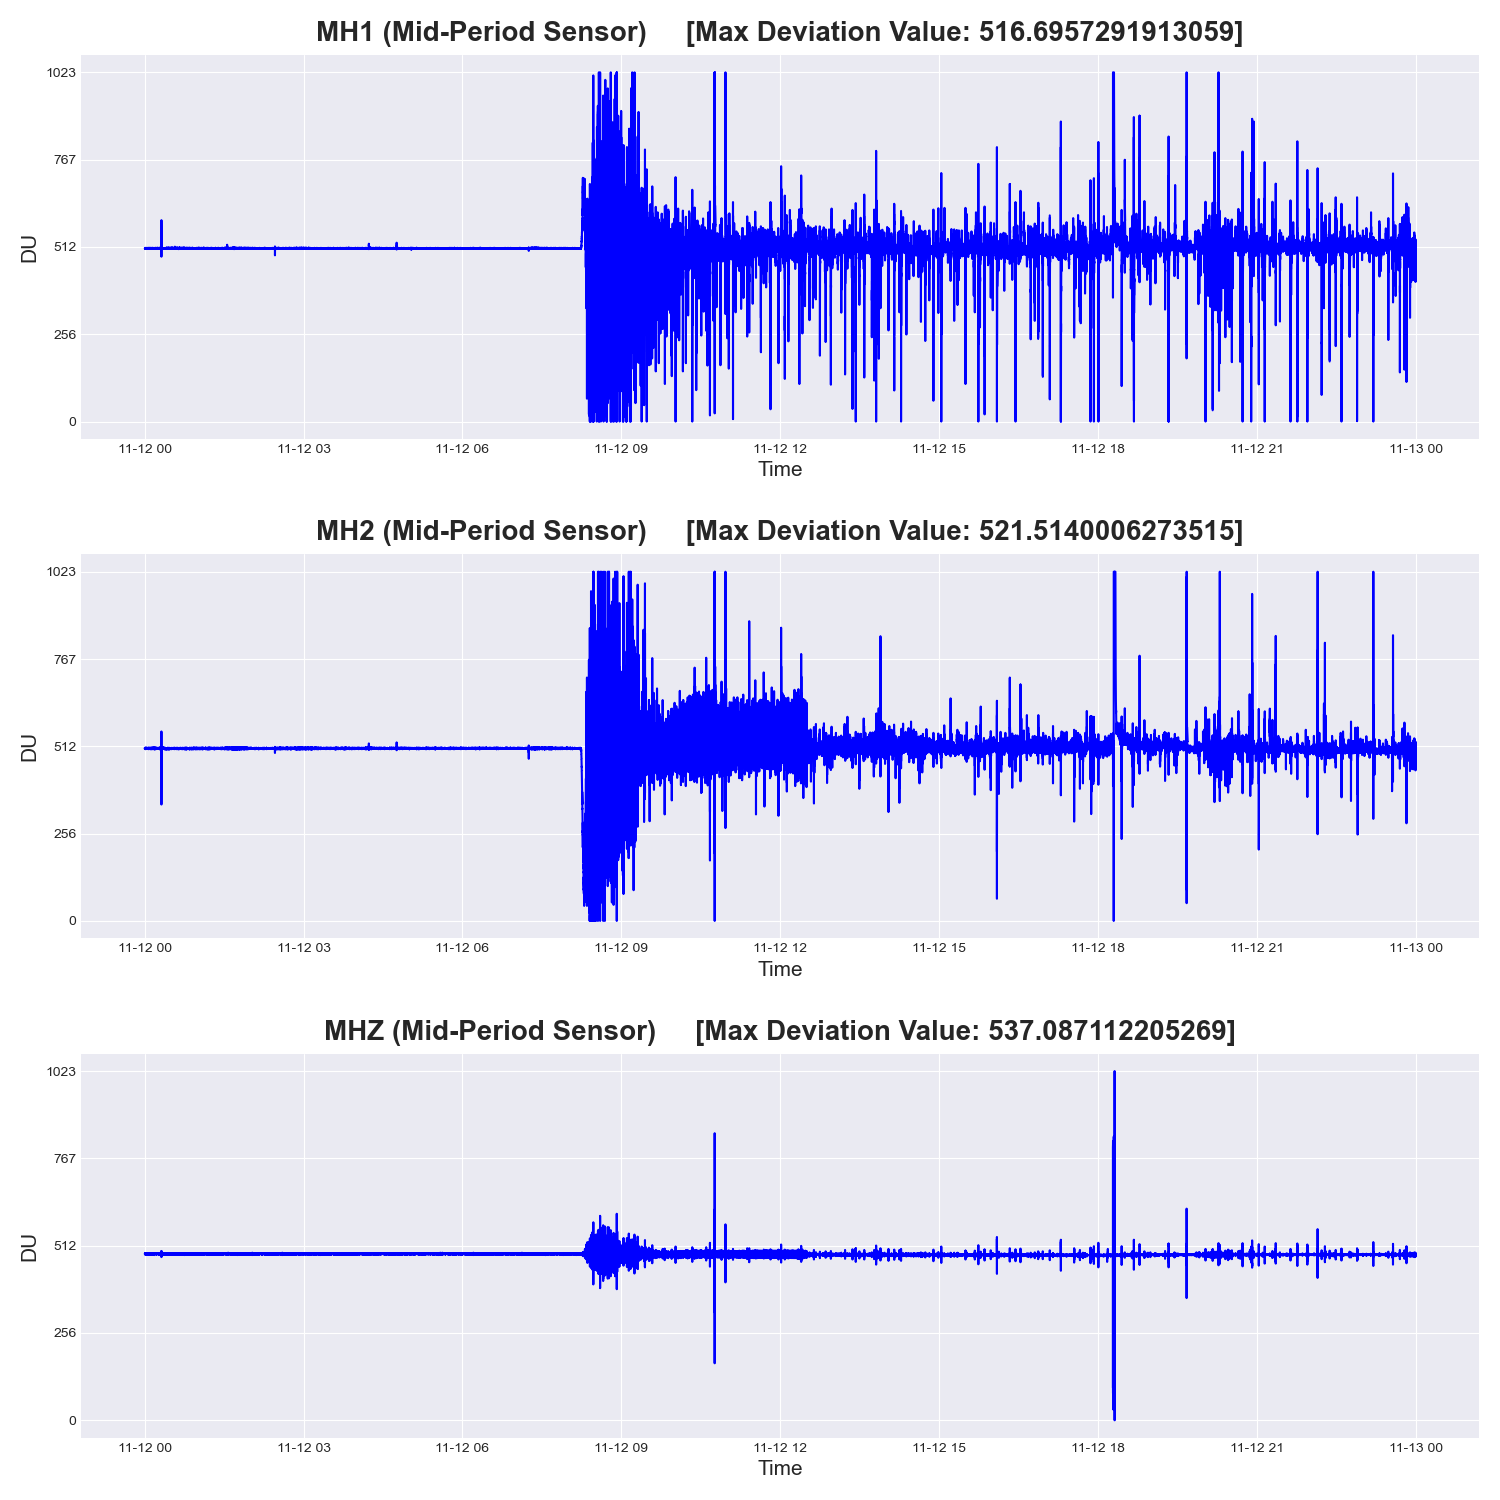 MH1 (Mid-Period Sensor) [Max Deviation Value: 516.6957291913059]
1023
767
512
256
0
DU
11-12 00 11-12 03 11-12 06 11-12 09 11-12 12 11-12 15 11-12 18 11-12 21 11-13 00
Time
MH2 (Mid-Period Sensor) [Max Deviation Value: 521.5140006273515]
1023
767
512
256
0
DU
11-12 00 11-12 03 11-12 06 11-12 09 11-12 12 11-12 15 11-12 18 11-12 21 11-13 00
Time
MHZ (Mid-Period Sensor) [Max Deviation Value: 537.087112205269]
1023
767
512
256
0
DU
11-12 00 11-12 03 11-12 06 11-12 09 11-12 12 11-12 15 11-12 18 11-12 21 11-13 00
Time